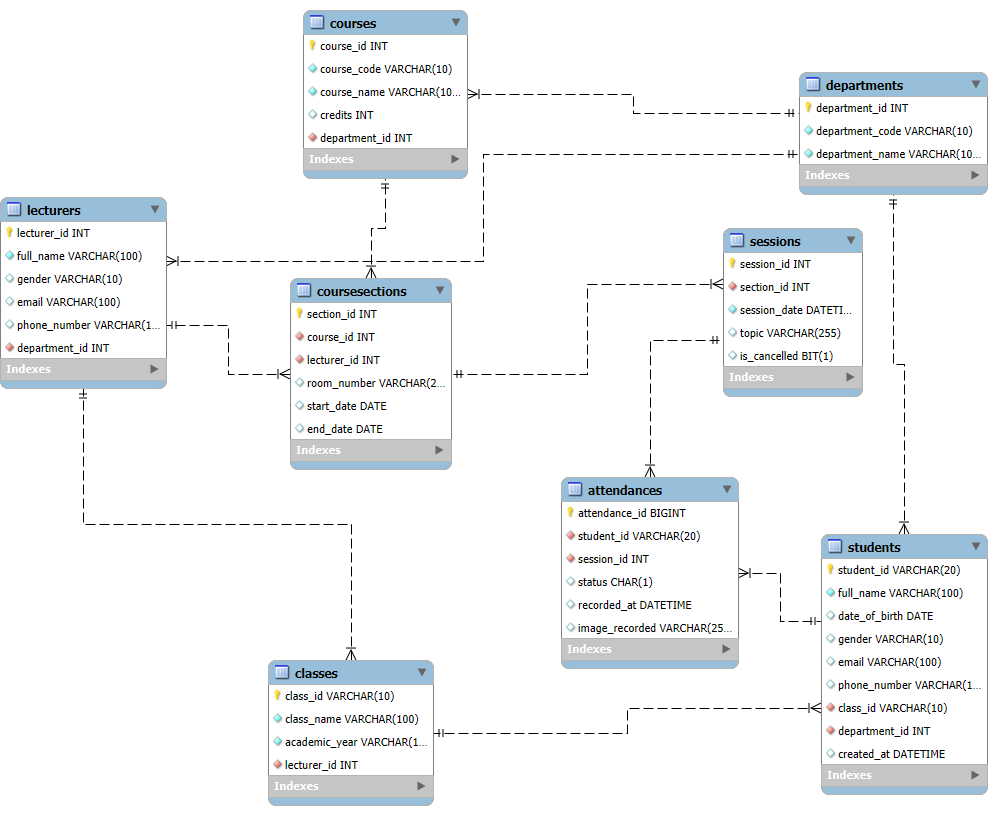 courses
course_id INT
course_code VARCHAR(10)
course_name VARCHAR(10...
credits INT
department_id INT
Indexes
departments
department_id INT
department_code VARCHAR(10)
department_name VARCHAR(10...
Indexes
lecturers
lecturer_id INT
full_name VARCHAR(100)
gender VARCHAR(10)
email VARCHAR(100)
phone_number VARCHAR(1...
department_id INT
Indexes
coursesections
section_id INT
course_id INT
lecturer_id INT
room_number VARCHAR(2...
start_date DATE
end_date DATE
Indexes
sessions
session_id INT
section_id INT
session_date DATETI...
topic VARCHAR(255)
is_cancelled BIT(1)
Indexes
attendances
attendance_id BIGINT
student_id VARCHAR(20)
session_id INT
status CHAR(1)
recorded_at DATETIME
image_recorded VARCHAR(25...
Indexes
students
student_id VARCHAR(20)
full_name VARCHAR(100)
date_of_birth DATE
gender VARCHAR(10)
email VARCHAR(100)
phone_number VARCHAR(1...
class_id VARCHAR(10)
department_id INT
created_at DATETIME
Indexes
classes
class_id VARCHAR(10)
class_name VARCHAR(100)
academic_year VARCHAR(1...
lecturer_id INT
Indexes